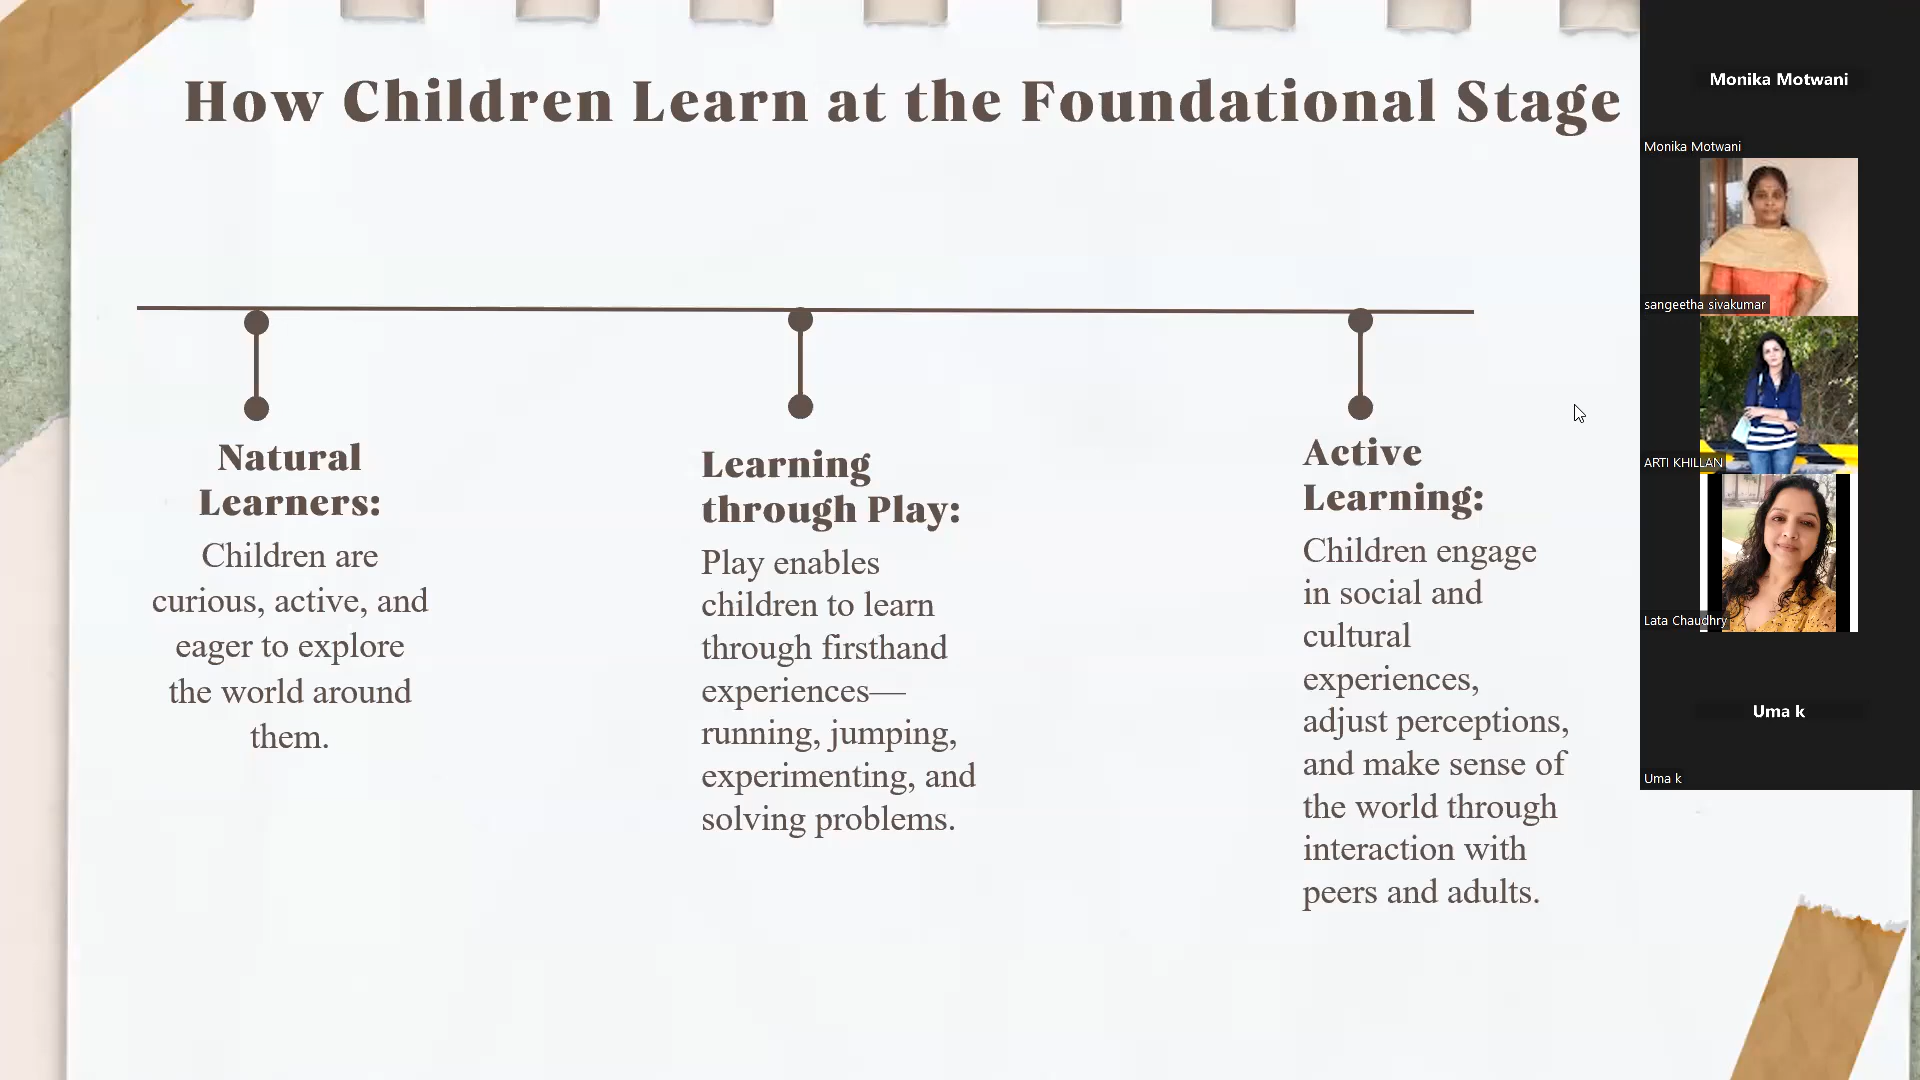 How Children Learn at the Foundational Stage
Natural
Learners:
Children are
curious, active, and
eager to explore
the world around
them.
Learning
through Play:
Play enables
children to learn
through firsthand
experiences—
running, jumping,
experimenting, and
solving problems.
Active
Learning:
Children engage
in social and
cultural
experiences,
adjust perceptions,
and make sense of
the world through
interaction with
peers and adults.
Monika Motwani
Monika Motwani
sangeetha sivakumar
ARTI KHILLAN
Lata Chaudhry
Uma k
Uma k